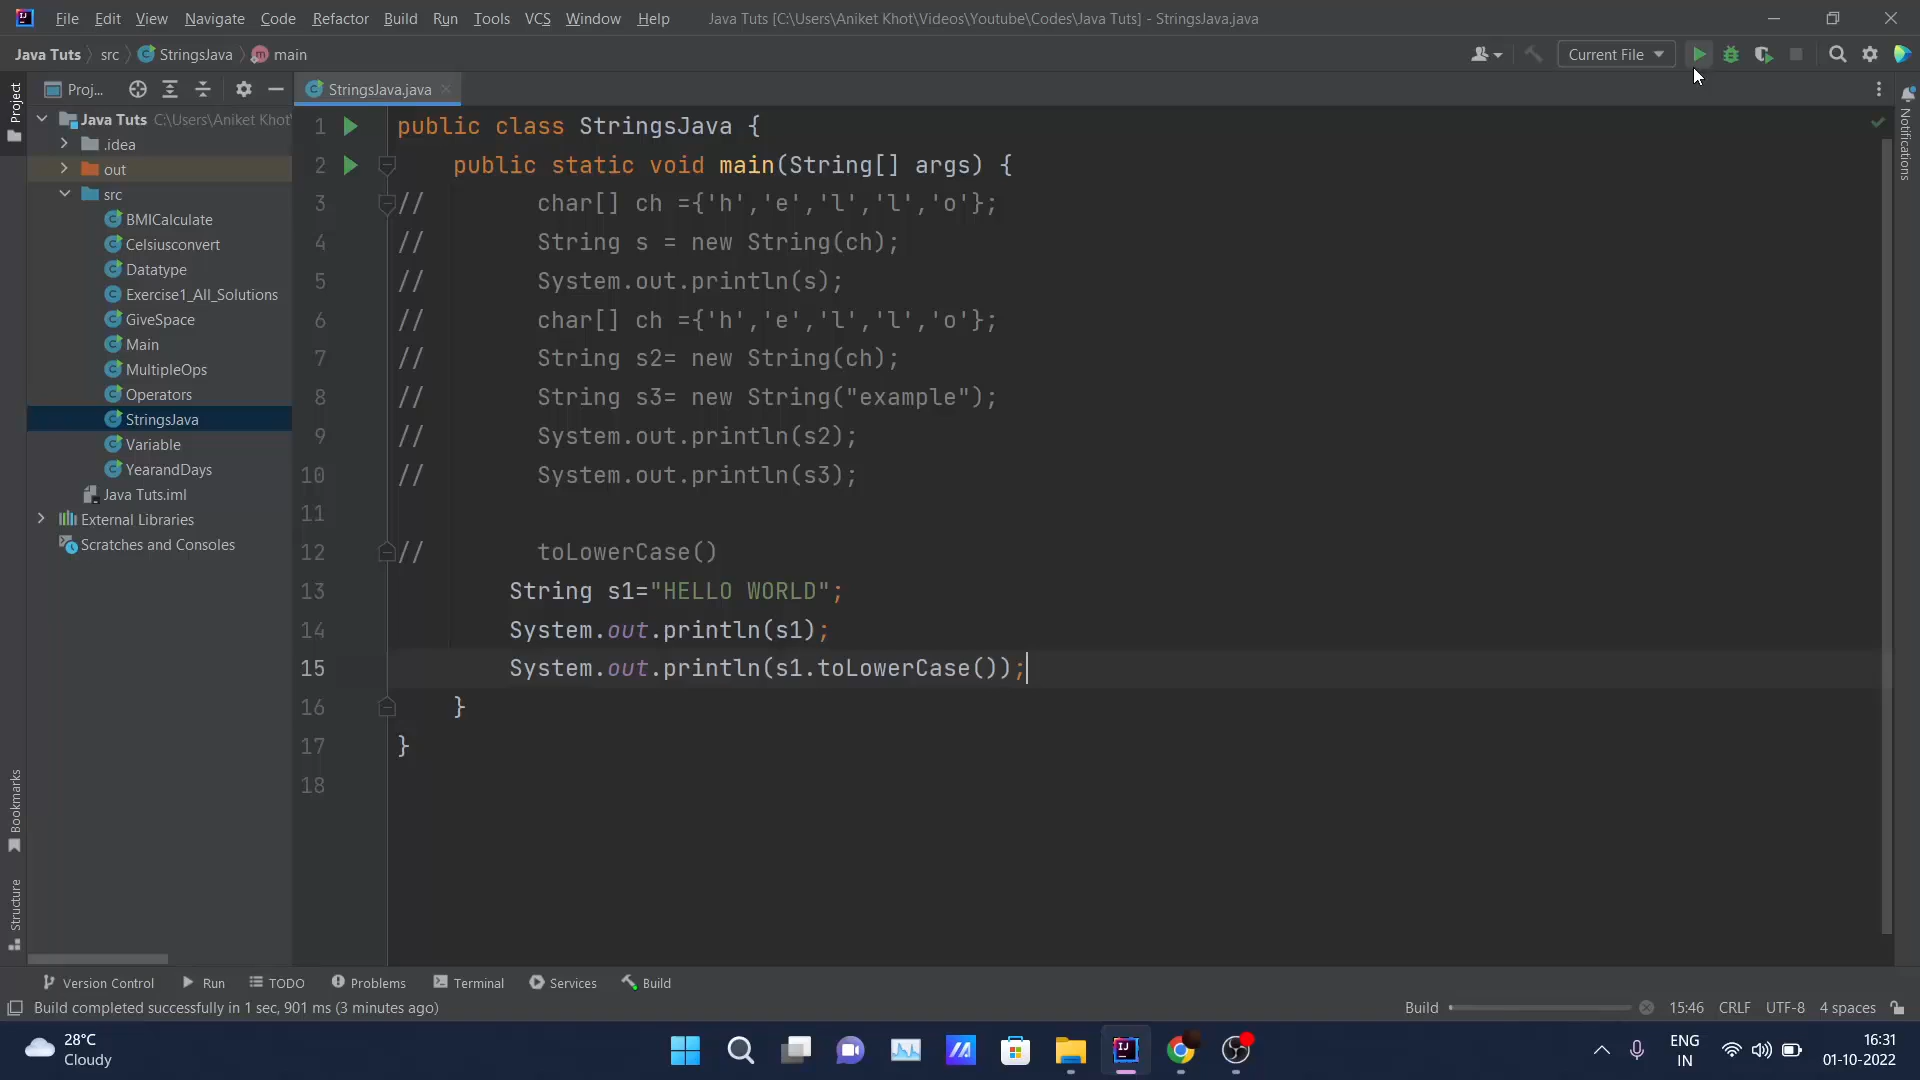 File Edit View Navigate Code Refactor Build Run Tools VCS Window Help Java Tuts [C:\Users\Aniket Khot\Videos\Youtube\Codes\Java Tuts] - StringsJava.java
Java Tuts src StringsJava main Current File
Project Proj... StringsJava.java
Java Tuts C:\Users\Aniket Khot\
.idea
out
src
BMICalculate
Celsiusconvert
Datatype
Exercise1_All_Solutions
GiveSpace
Main
MultipleOps
Operators
StringsJava
Variable
YearandDays
Java Tuts.iml
External Libraries
Scratches and Consoles
Bookmarks
Structure
1 public class StringsJava {
2 public static void main(String[] args) {
3 // char[] ch ={'h','e','l','l','o'};
4 // String s = new String(ch);
5 // System.out.println(s);
6 // char[] ch ={'h','e','l','l','o'};
7 // String s2= new String(ch);
8 // String s3= new String("example");
9 // System.out.println(s2);
10 // System.out.println(s3);
11
12 // toLowerCase()
13 String s1="HELLO WORLD";
14 System.out.println(s1);
15 System.out.println(s1.toLowerCase());
16 }
17 }
18
Notifications
Version Control Run TODO Problems Terminal Services Build
Build completed successfully in 1 sec, 901 ms (3 minutes ago) Build 15:46 CRLF UTF-8 4 spaces
28°C
Cloudy
ENG
IN
16:31
01-10-2022